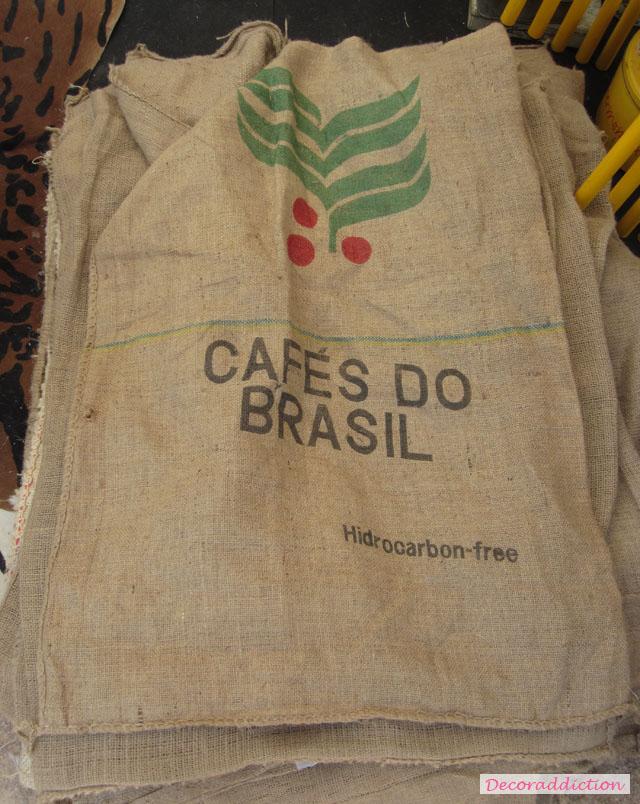 CAFÉS DO
BRASIL
Hidrocarbon-free
Decoraddiction